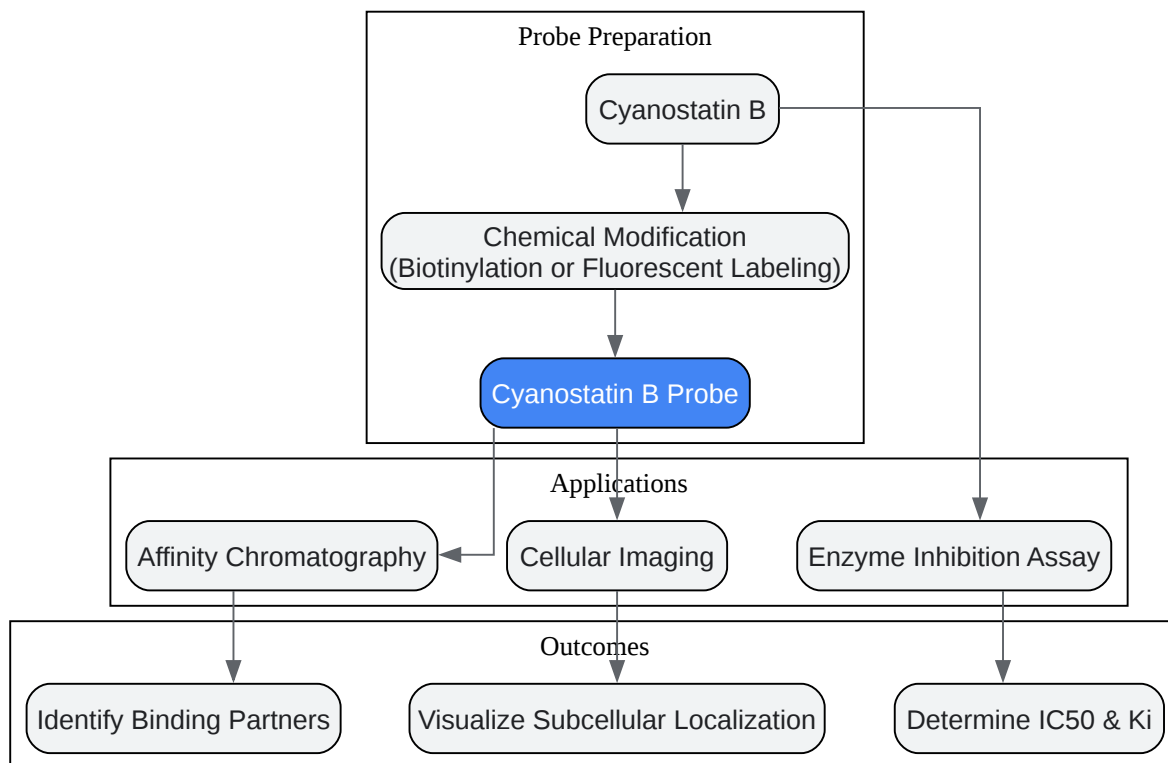 Probe Preparation
Cyanostatin B
Chemical Modification
(Biotinylation or Fluorescent Labeling)
Cyanostatin B Probe
Applications
Affinity Chromatography
Cellular Imaging
Enzyme Inhibition Assay
Outcomes
Identify Binding Partners
Visualize Subcellular Localization
Determine IC50 & Ki